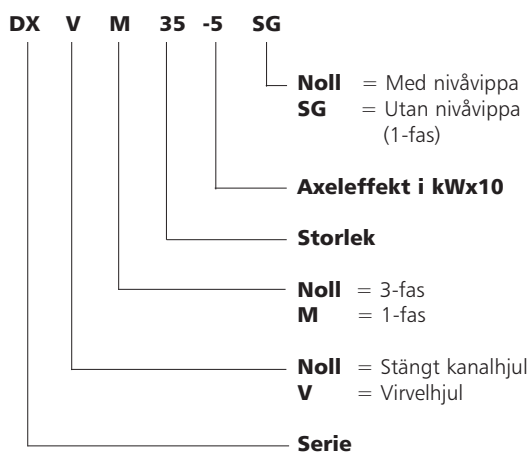 DX V M 35 -5 SG
Noll = Med nivåvippa
SG = Utan nivåvippa
(1-fas)
Axeleffekt i kWx10
Storlek
Noll = 3-fas
M = 1-fas
Noll = Stängt kanalhjul
V = Virvelhjul
Serie